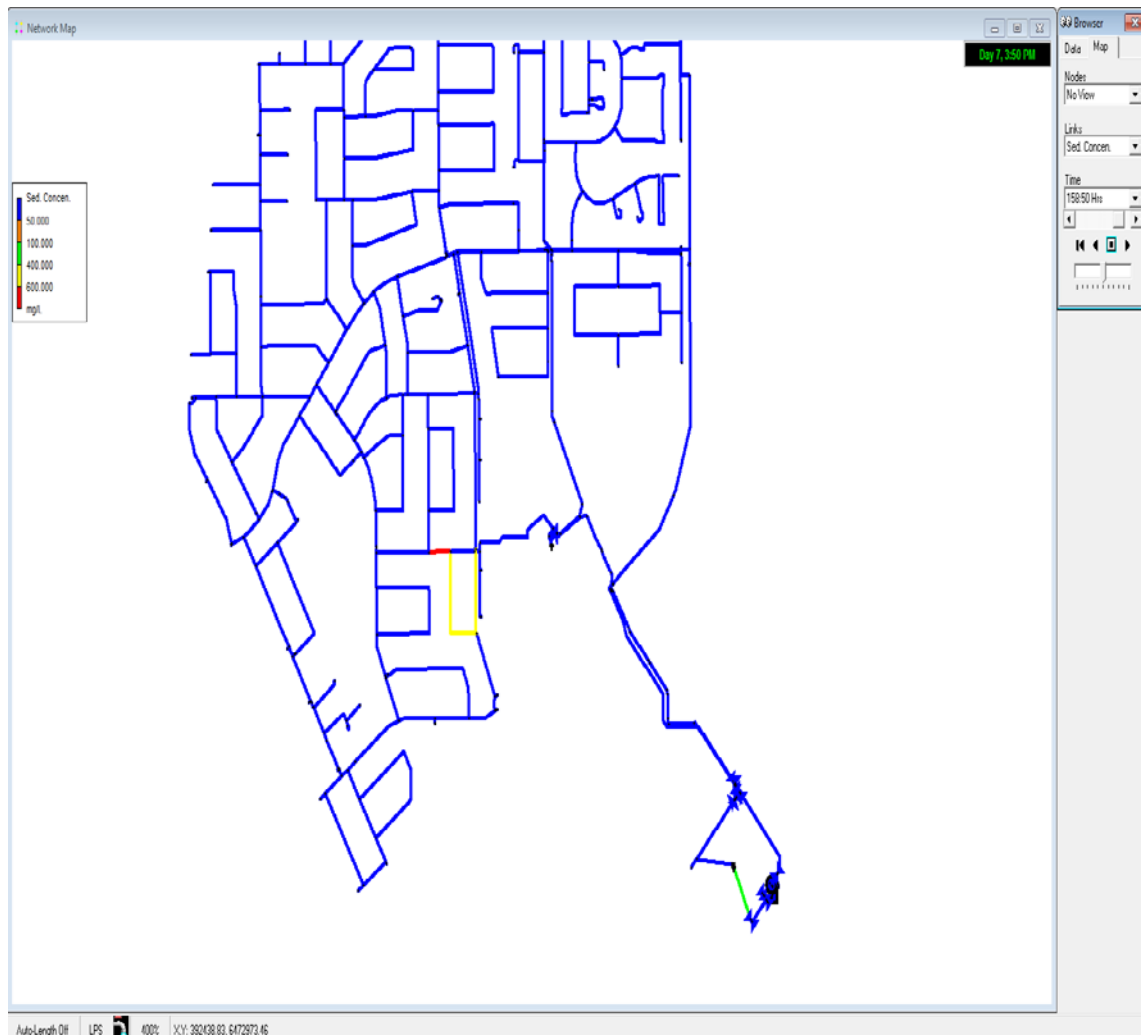 Network Map
Browser
Day 7, 3:50 PM
Data Map
Nodes
No View
Links
Sed. Concen.
Time
158:50 Hrs
Sed. Concen.
50.000
100.000
400.000
600.000
mg/L
Auto-Length Off LPS 400% X,Y: 392438.83, 6472973.46